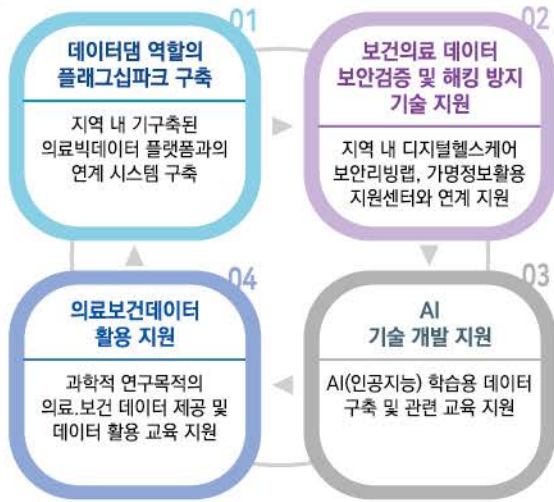 01
데이터댐 역할의
플래그십파크 구축
지역 내 기구축된
의료빅데이터 플랫폼과의
연계 시스템 구축
02
보건의료 데이터
보안검증 및 해킹 방지
기술 지원
지역 내 디지털헬스케어
보안리빙랩, 가명정보활용
지원센터와 연계 지원
03
AI
기술 개발 지원
AI(인공지능) 학습용 데이터
구축 및 관련 교육 지원
04
의료보건데이터
활용 지원
과학적 연구목적의
의료.보건 데이터 제공 및
데이터 활용 교육 지원